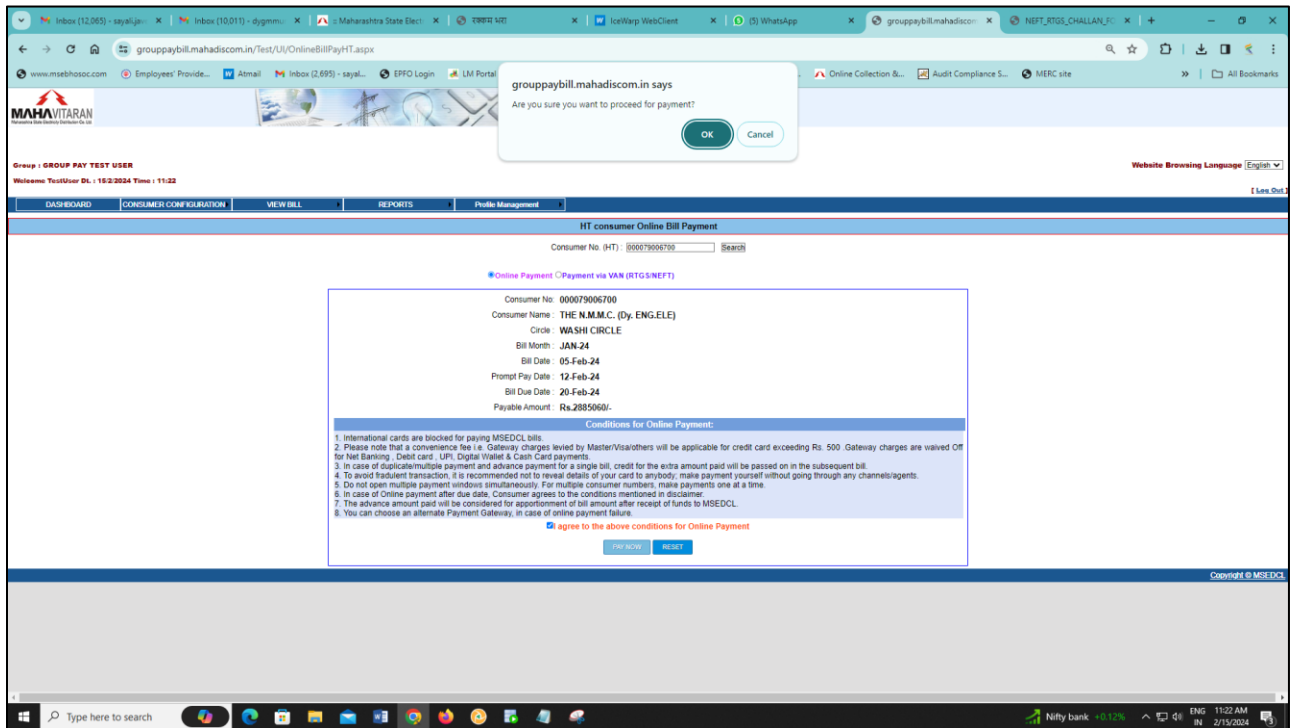 Inbox (12,065) - sayali.jav
Inbox (10,011) - dygmmu
:: Maharashtra State Elect
रक्कम भरा
IceWarp WebClient
(5) WhatsApp
grouppaybill.mahadiscom
NEFT_RTGS_CHALLAN_FO
grouppaybill.mahadiscom.in/Test/UI/OnlineBillPayHT.aspx
www.msebhosoc.com
Employees' Provide...
Atmail
Inbox (2,695) - sayal...
EPFO Login
LM Portal
Online Collection &...
Audit Compliance S...
MERC site
All Bookmarks
grouppaybill.mahadiscom.in says
Are you sure you want to proceed for payment?
OK Cancel
MAHAVITARAN
Maharashtra State Electricity Distribution Co. Ltd
Group : GROUP PAY TEST USER
Website Browsing Language English
Welcome TestUser Dt. : 15/2/2024 Time : 11:22
[ Log Out ]
DASHBOARD CONSUMER CONFIGURATION VIEW BILL REPORTS Profile Management
HT consumer Online Bill Payment
Consumer No. (HT) : 000079006700 Search
Online Payment Payment via VAN (RTGS/NEFT)
Consumer No: 000079006700
Consumer Name : THE N.M.M.C. (Dy. ENG.ELE)
Circle : WASHI CIRCLE
Bill Month : JAN-24
Bill Date : 05-Feb-24
Prompt Pay Date : 12-Feb-24
Bill Due Date : 20-Feb-24
Payable Amount : Rs.2885060/-
Conditions for Online Payment:
1. International cards are blocked for paying MSEDCL bills.
2. Please note that a convenience fee i.e. Gateway charges levied by Master/Visa/others will be applicable for credit card exceeding Rs. 500 .Gateway charges are waived Off
for Net Banking , Debit card , UPI, Digital Wallet & Cash Card payments.
3. In case of duplicate/multiple payment and advance payment for a single bill, credit for the extra amount paid will be passed on in the subsequent bill.
4. To avoid fradulent transaction, it is recommended not to reveal details of your card to anybody; make payment yourself without going through any channels/agents.
5. Do not open multiple payment windows simultaneously. For multiple consumer numbers, make payments one at a time.
6. In case of Online payment after due date, Consumer agrees to the conditions mentioned in disclaimer.
7. The advance amount paid will be considered for apportionment of bill amount after receipt of funds to MSEDCL.
8. You can choose an alternate Payment Gateway, in case of online payment failure.
I agree to the above conditions for Online Payment
PAY NOW RESET
Copyright © MSEDCL
Type here to search
Nifty bank +0.12%
ENG 11:22 AM
IN 2/15/2024